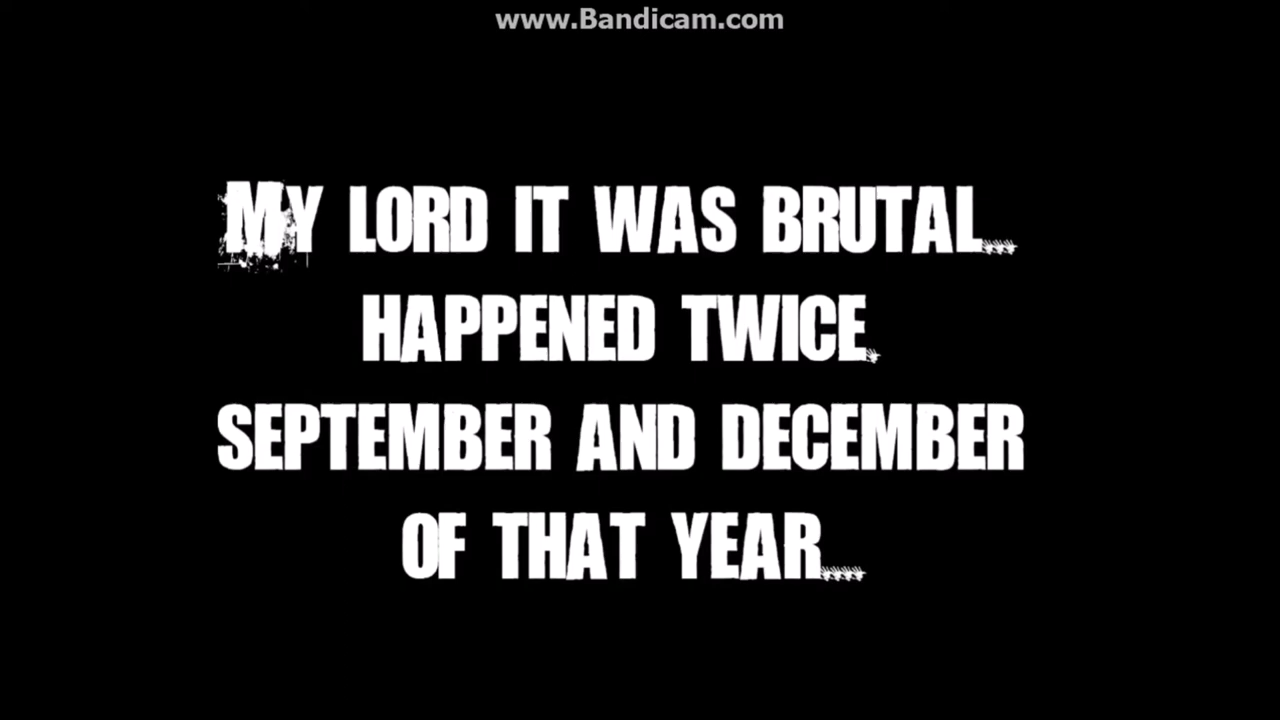 www.Bandicam.com
MY LORD IT WAS BRUTAL...
HAPPENED TWICE.
SEPTEMBER AND DECEMBER
OF THAT YEAR....